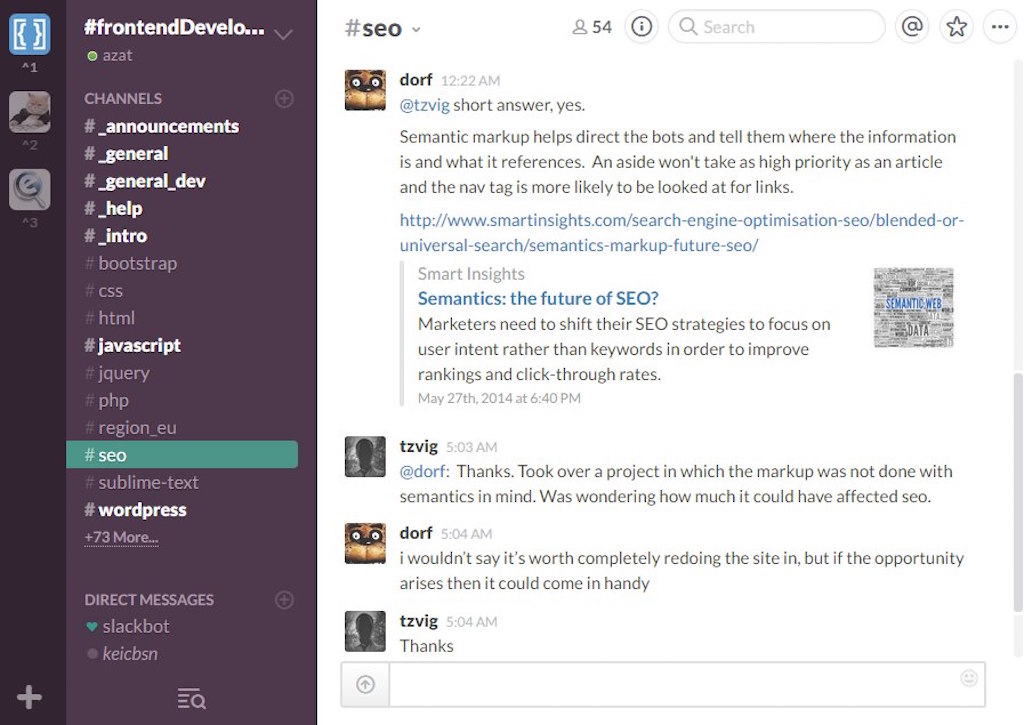 {[]}
^1
^2
^3
#frontendDevelo...
azat
CHANNELS
# _announcements
# _general
# _general_dev
# _help
# _intro
# bootstrap
# css
# html
# javascript
# jquery
# php
# region_eu
# seo
# sublime-text
# wordpress
+73 More...
DIRECT MESSAGES
slackbot
keicbsn
#seo
54
Search
@
dorf 12:22 AM
@tzvig short answer, yes.
Semantic markup helps direct the bots and tell them where the information
is and what it references. An aside won't take as high priority as an article
and the nav tag is more likely to be looked at for links.
http://www.smartinsights.com/search-engine-optimisation-seo/blended-or-
universal-search/semantics-markup-future-seo/
Smart Insights
Semantics: the future of SEO?
Marketers need to shift their SEO strategies to focus on
user intent rather than keywords in order to improve
rankings and click-through rates.
May 27th, 2014 at 6:40 PM
SEMANTIC WEB
DATA
tzvig 5:03 AM
@dorf: Thanks. Took over a project in which the markup was not done with
semantics in mind. Was wondering how much it could have affected seo.
dorf 5:04 AM
i wouldn't say it's worth completely redoing the site in, but if the opportunity
arises then it could come in handy
tzvig 5:04 AM
Thanks